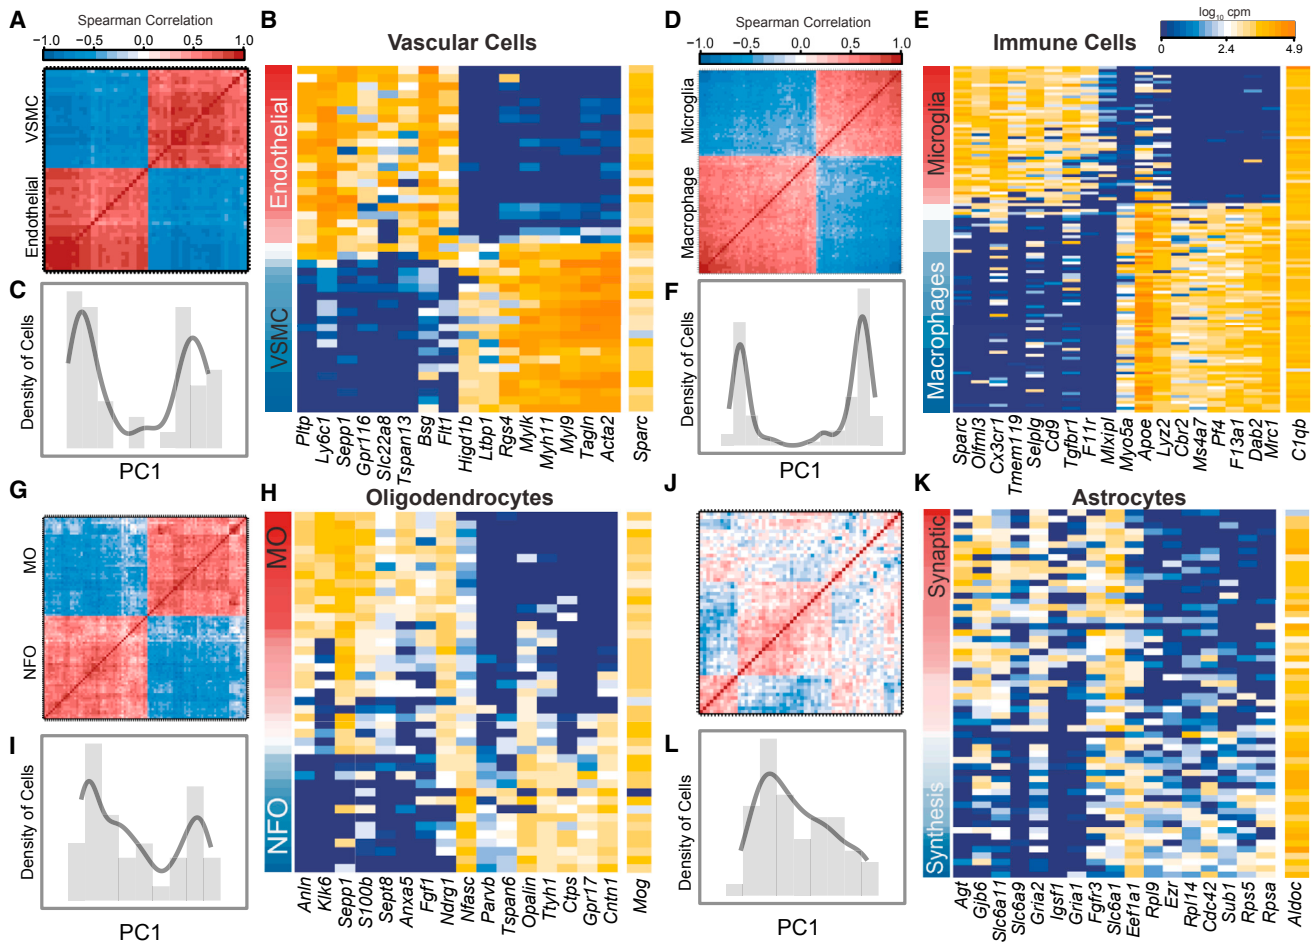 A
Spearman Correlation
−1.0 −0.5 0.0 0.5 1.0
VSMC
Endothelial
B
Vascular Cells
Endothelial
VSMC
Pltp
Ly6c1
Sepp1
Gpr116
Slc22a8
Tspan13
Bsg
Flt1
Higd1b
Ltbp1
Rgs4
Mylk
Myh11
Myl9
Tagln
Acta2
Sparc
C
Density of Cells
PC1
D
Spearman Correlation
−1.0 −0.5 0.0 0.5 1.0
Microglia
Macrophage
E
Immune Cells
log10 cpm
0 2.4 4.9
Microglia
Macrophages
Sparc
Olfml3
Cx3cr1
Tmem119
Selplg
Cd9
Tgfbr1
F11r
Mlxipl
Myo5a
Apoe
Lyz2
Cbr2
Ms4a7
Pf4
F13a1
Dab2
Mrc1
C1qb
F
Density of Cells
PC1
G
MO
NFO
H
Oligodendrocytes
MO
NFO
Anln
Klk6
Sepp1
S100b
Sept8
Anxa5
Fgf1
Ndrg1
Nfasc
Parvb
Tspan6
Opalin
Ttyh1
Ctps
Gpr17
Cntn1
Mog
I
Density of Cells
PC1
J
K
Astrocytes
Synaptic
Synthesis
Agt
Gjb6
Slc6a11
Slc6a9
Gria2
Igsf1
Gria1
Fgfr3
Slc6a1
Eef1a1
Rpl9
Ezr
Rpl14
Cdc42
Sub1
Rps5
Rpsa
Aldoc
L
Density of Cells
PC1